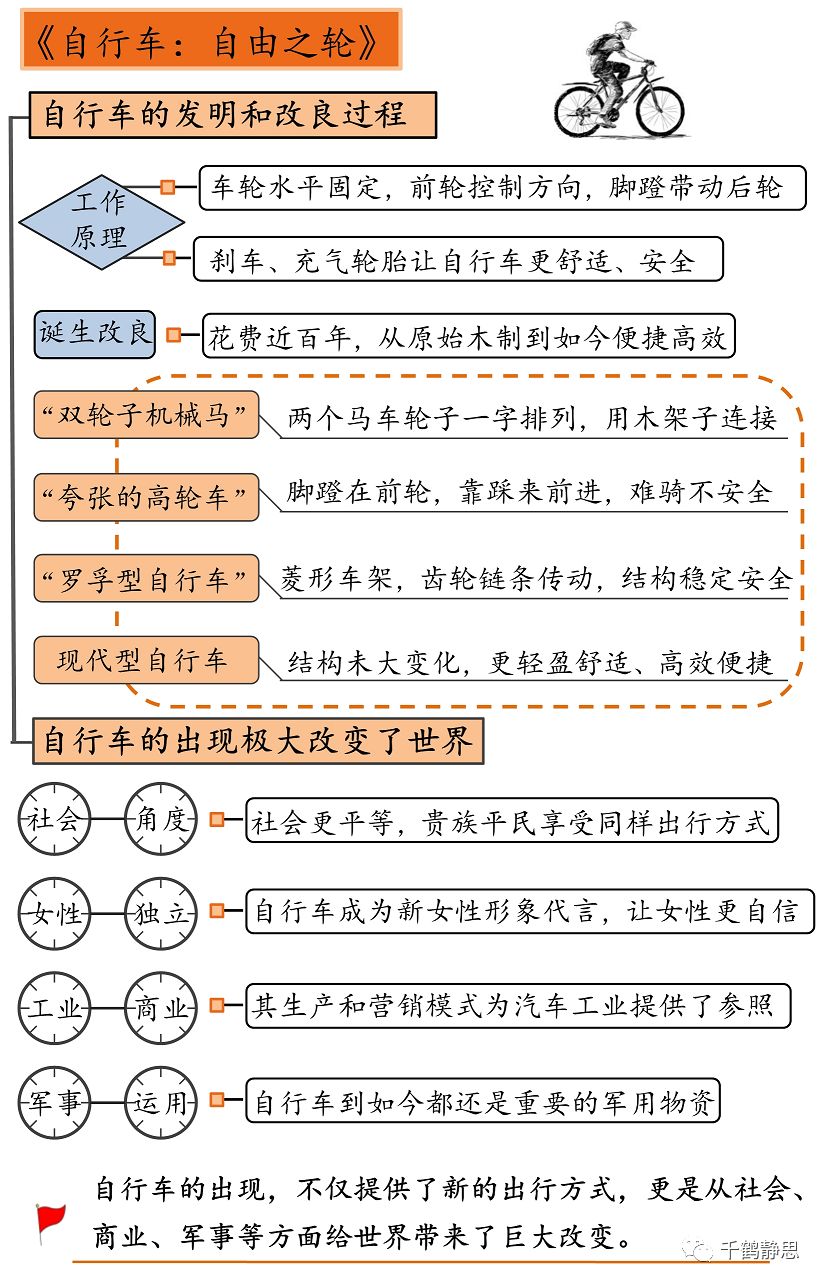 《自行车：自由之轮》
自行车的发明和改良过程
工作
原理
车轮水平固定，前轮控制方向，脚蹬带动后轮
刹车、充气轮胎让自行车更舒适、安全
诞生改良
花费近百年，从原始木制到如今便捷高效
“双轮子机械马”
两个马车轮子一字排列，用木架子连接
“夸张的高轮车”
脚蹬在前轮，靠踩来前进，难骑不安全
“罗孚型自行车”
菱形车架，齿轮链条传动，结构稳定安全
现代型自行车
结构未大变化，更轻盈舒适、高效便捷
自行车的出现极大改变了世界
社会 角度
社会更平等，贵族平民享受同样出行方式
女性 独立
自行车成为新女性形象代言，让女性更自信
工业 商业
其生产和营销模式为汽车工业提供了参照
军事 运用
自行车到如今都还是重要的军用物资
自行车的出现，不仅提供了新的出行方式，更是从社会、
商业、军事等方面给世界带来了巨大改变。
千鹤静思